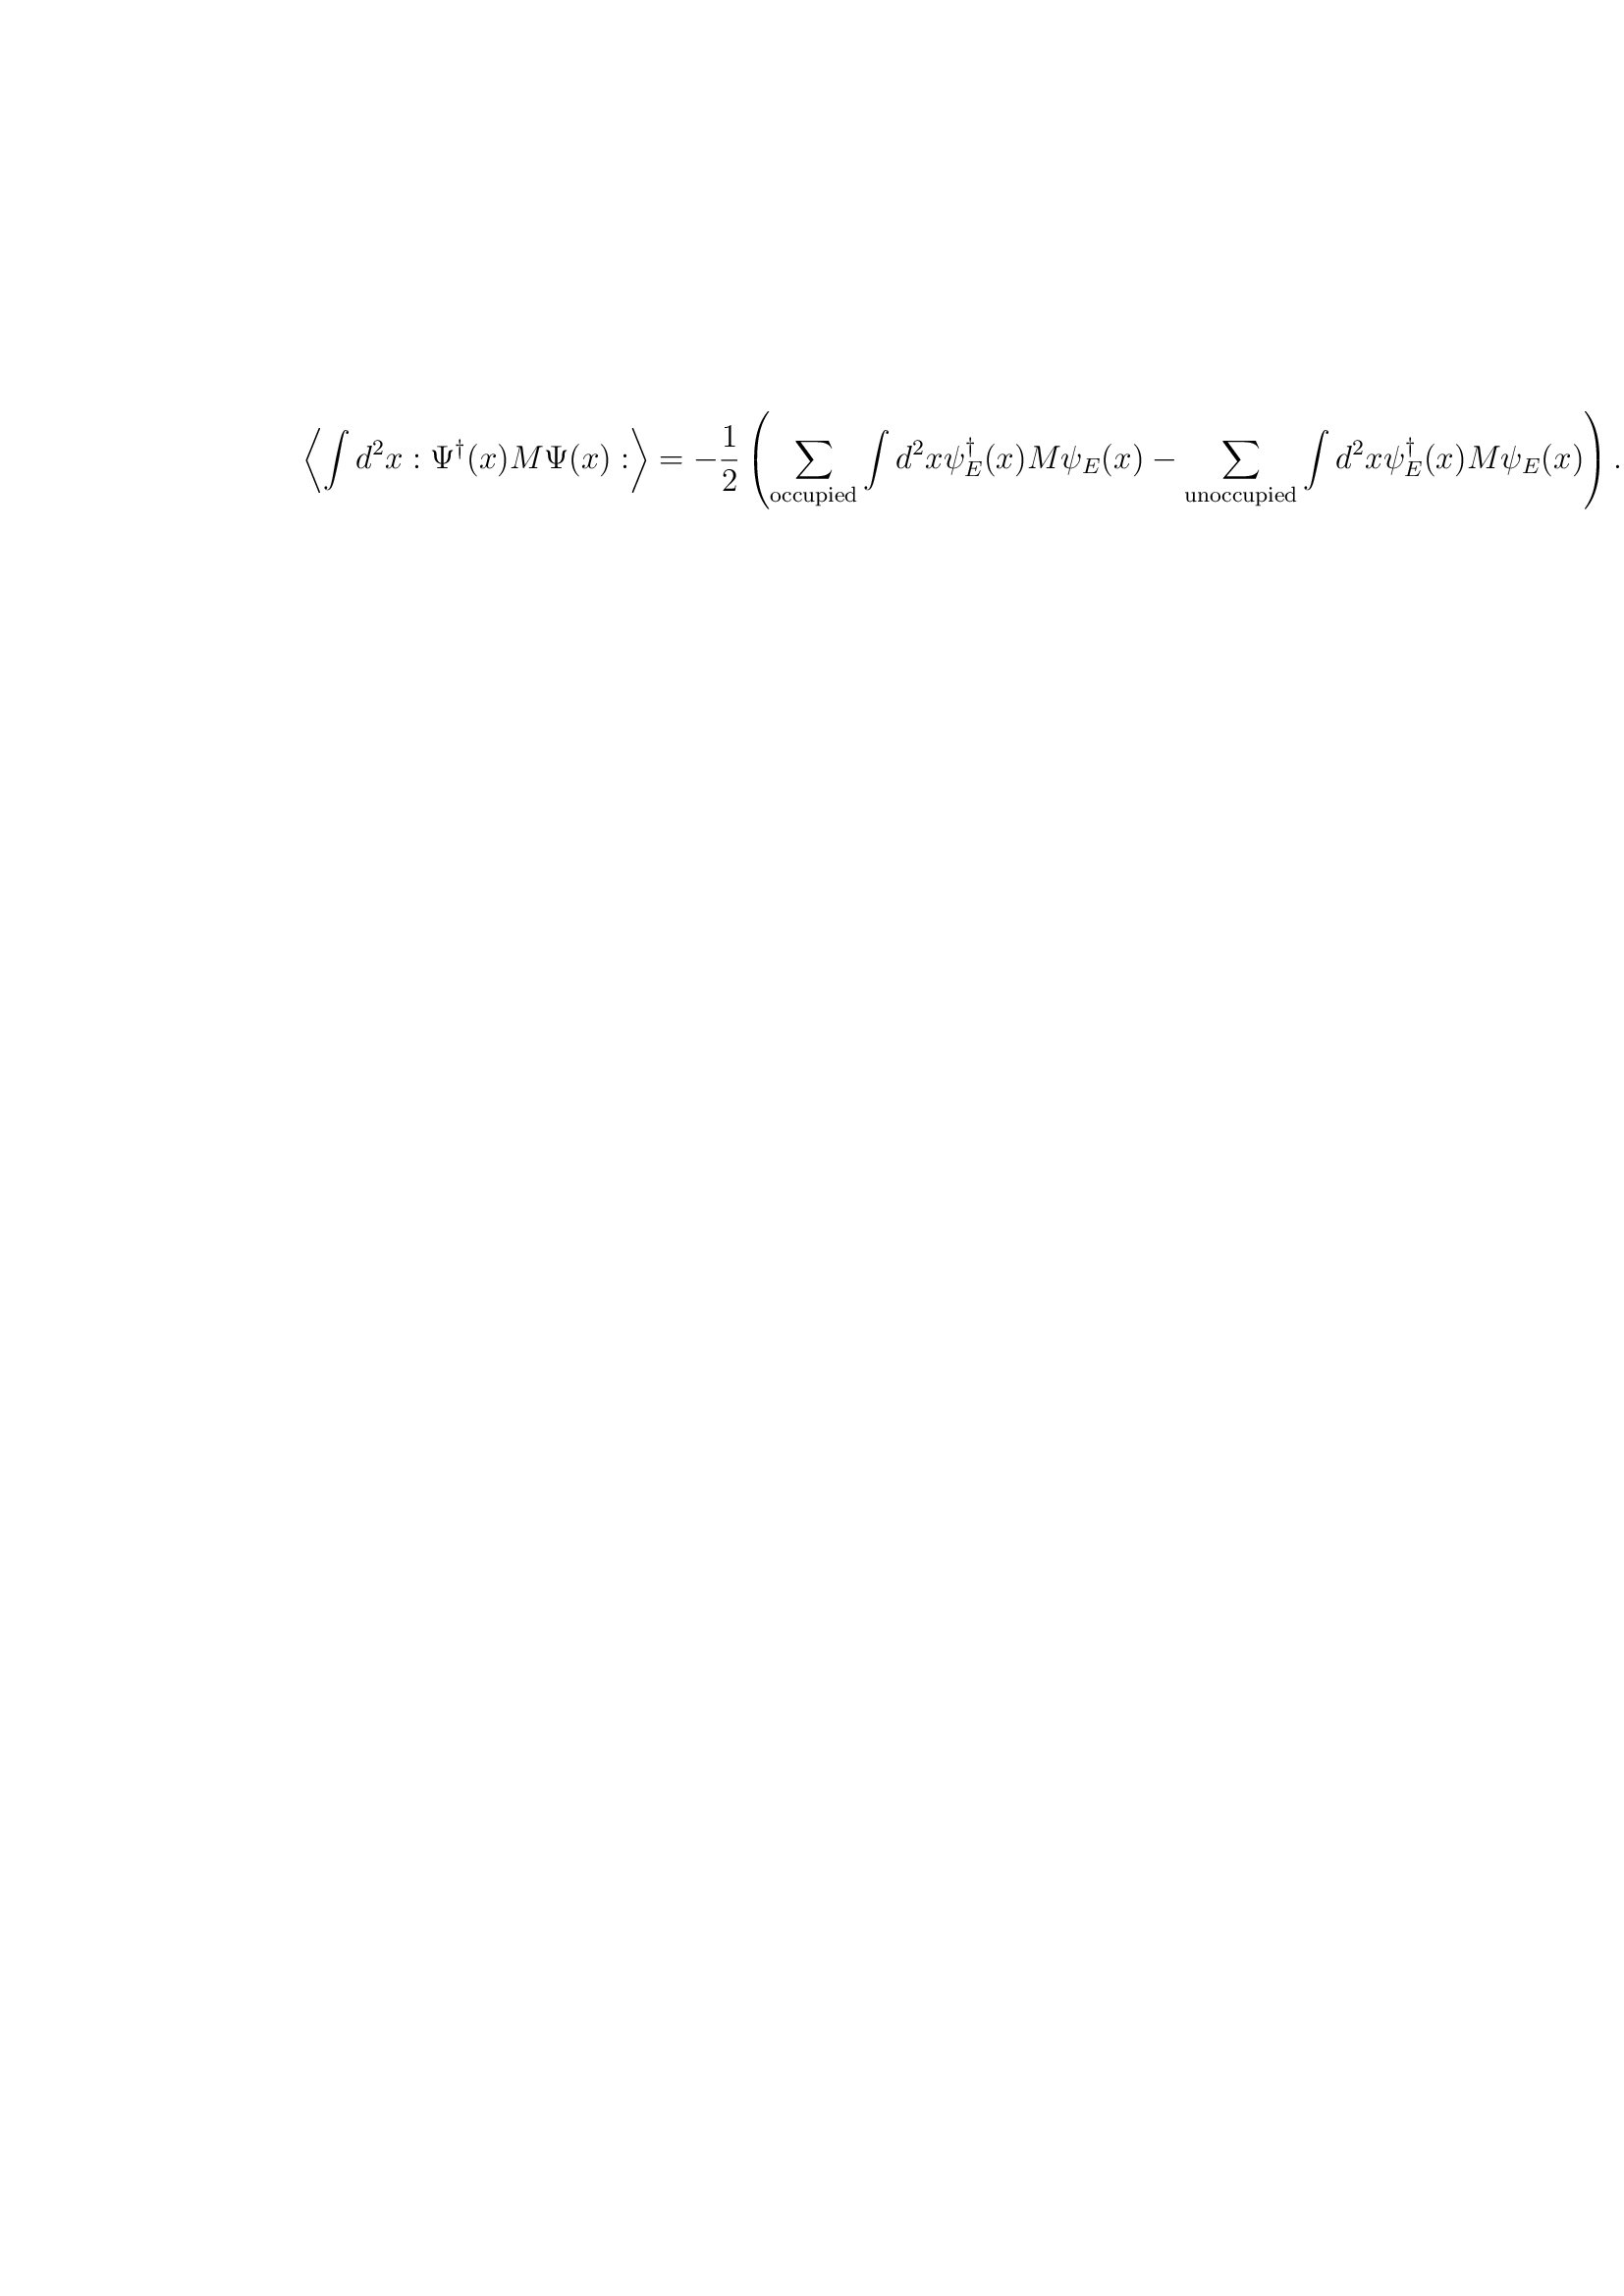 \left\langle \int d^2x : \Psi^\dagger(x) M \Psi(x) : \right\rangle = -\frac{1}{2} \left( \sum_{\text{occupied}} \int d^2x \psi_E^\dagger(x) M \psi_E(x) - \sum_{\text{unoccupied}} \int d^2x \psi_E^\dagger(x) M \psi_E(x) \right).